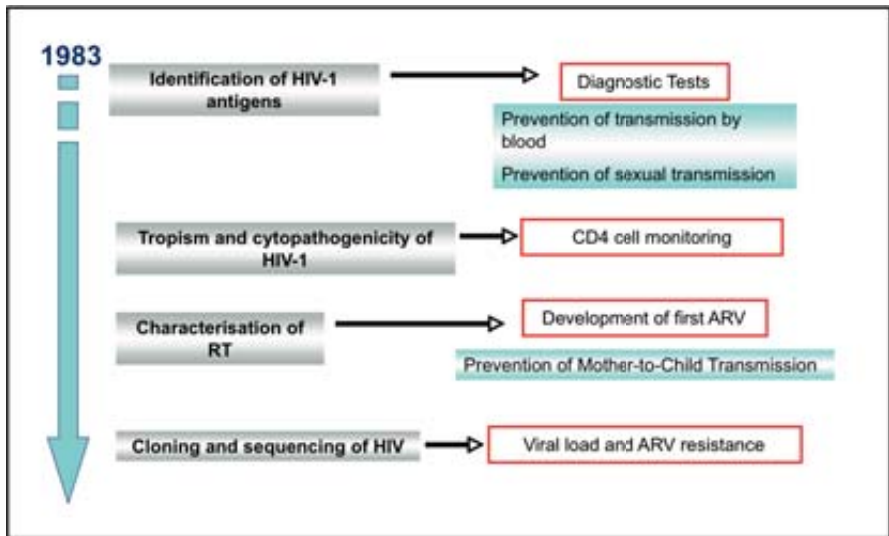 1983
Identification of HIV-1
antigens
Diagnostic Tests
Prevention of transmission by
blood
Prevention of sexual transmission
Tropism and cytopathogenicity of
HIV-1
CD4 cell monitoring
Characterisation of
RT
Development of first ARV
Prevention of Mother-to-Child Transmission
Cloning and sequencing of HIV
Viral load and ARV resistance